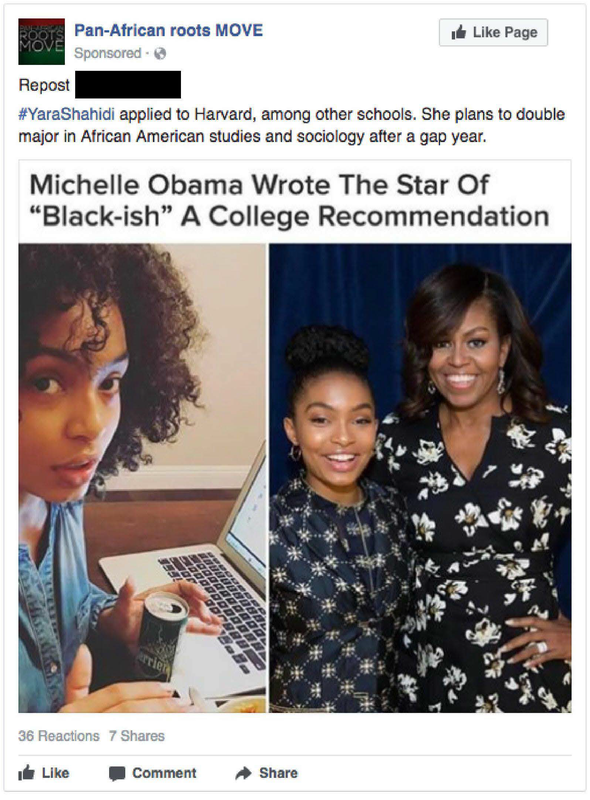 PAN-AFRICAN
ROOTS
MOVE
Pan-African roots MOVE
Like Page
Sponsored ·
Repost
#YaraShahidi applied to Harvard, among other schools. She plans to double
major in African American studies and sociology after a gap year.
Michelle Obama Wrote The Star Of
“Black-ish” A College Recommendation
36 Reactions 7 Shares
Like Comment Share